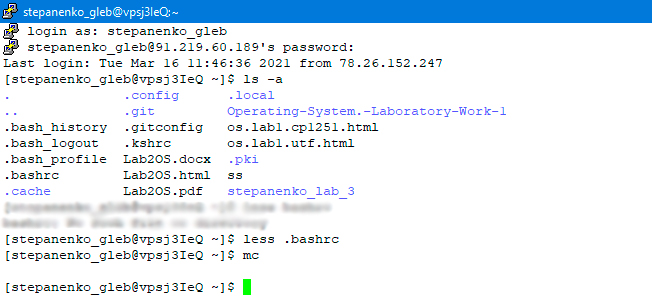 stepanenko_gleb@vpsj3IeQ:~
login as: stepanenko_gleb
stepanenko_gleb@91.219.60.189's password:
Last login: Tue Mar 16 11:46:36 2021 from 78.26.152.247
[stepanenko_gleb@vpsj3IeQ ~]$ ls -a
. .config .local
.. .git Operating-System.-Laboratory-Work-1
.bash_history .gitconfig os.lab1.cp1251.html
.bash_logout .kshrc os.lab1.utf.html
.bash_profile Lab2OS.docx .pki
.bashrc Lab2OS.html ss
.cache Lab2OS.pdf stepanenko_lab_3
[stepanenko_gleb@vpsj3IeQ ~]$ less .bashrc
[stepanenko_gleb@vpsj3IeQ ~]$ mc
[stepanenko_gleb@vpsj3IeQ ~]$